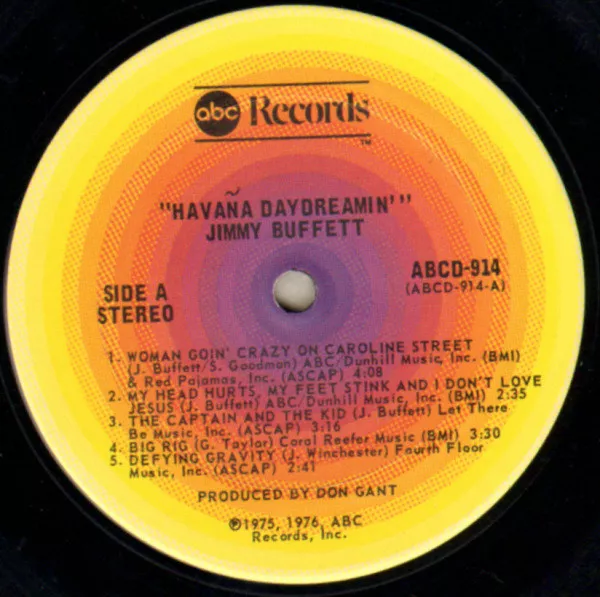 abc Records
TM
"HAVAÑA DAYDREAMIN'"
JIMMY BUFFETT
SIDE A
STEREO
ABCD-914
(ABCD-914-A)
1. WOMAN GOIN' CRAZY ON CAROLINE STREET
(J. Buffett/S. Goodman) ABC/Dunhill Music, Inc. (BMI)
& Red Pajamas, Inc. (ASCAP) 4:08
2. MY HEAD HURTS, MY FEET STINK AND I DON'T LOVE
JESUS (J. Buffett) ABC/Dunhill Music, Inc. (BMI) 2:35
3. THE CAPTAIN AND THE KID (J. Buffett) Let There
Be Music, Inc. (ASCAP) 3:16
4. BIG RIG (G. Taylor) Coral Reefer Music (BMI) 3:30
5. DEFYING GRAVITY (J. Winchester) Fourth Floor
Music, Inc. (ASCAP) 2:41
PRODUCED BY DON GANT
℗1975, 1976, ABC
Records, Inc.